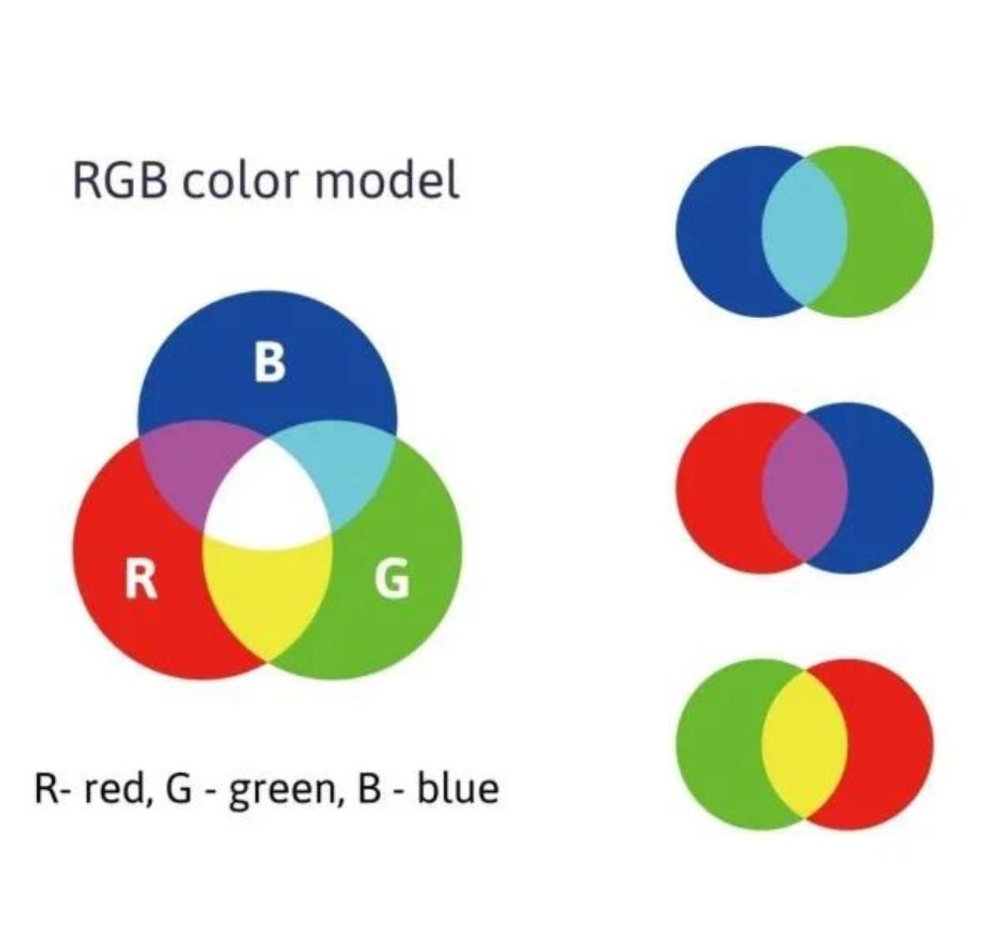 RGB color model
B
R
G
R- red, G - green, B - blue